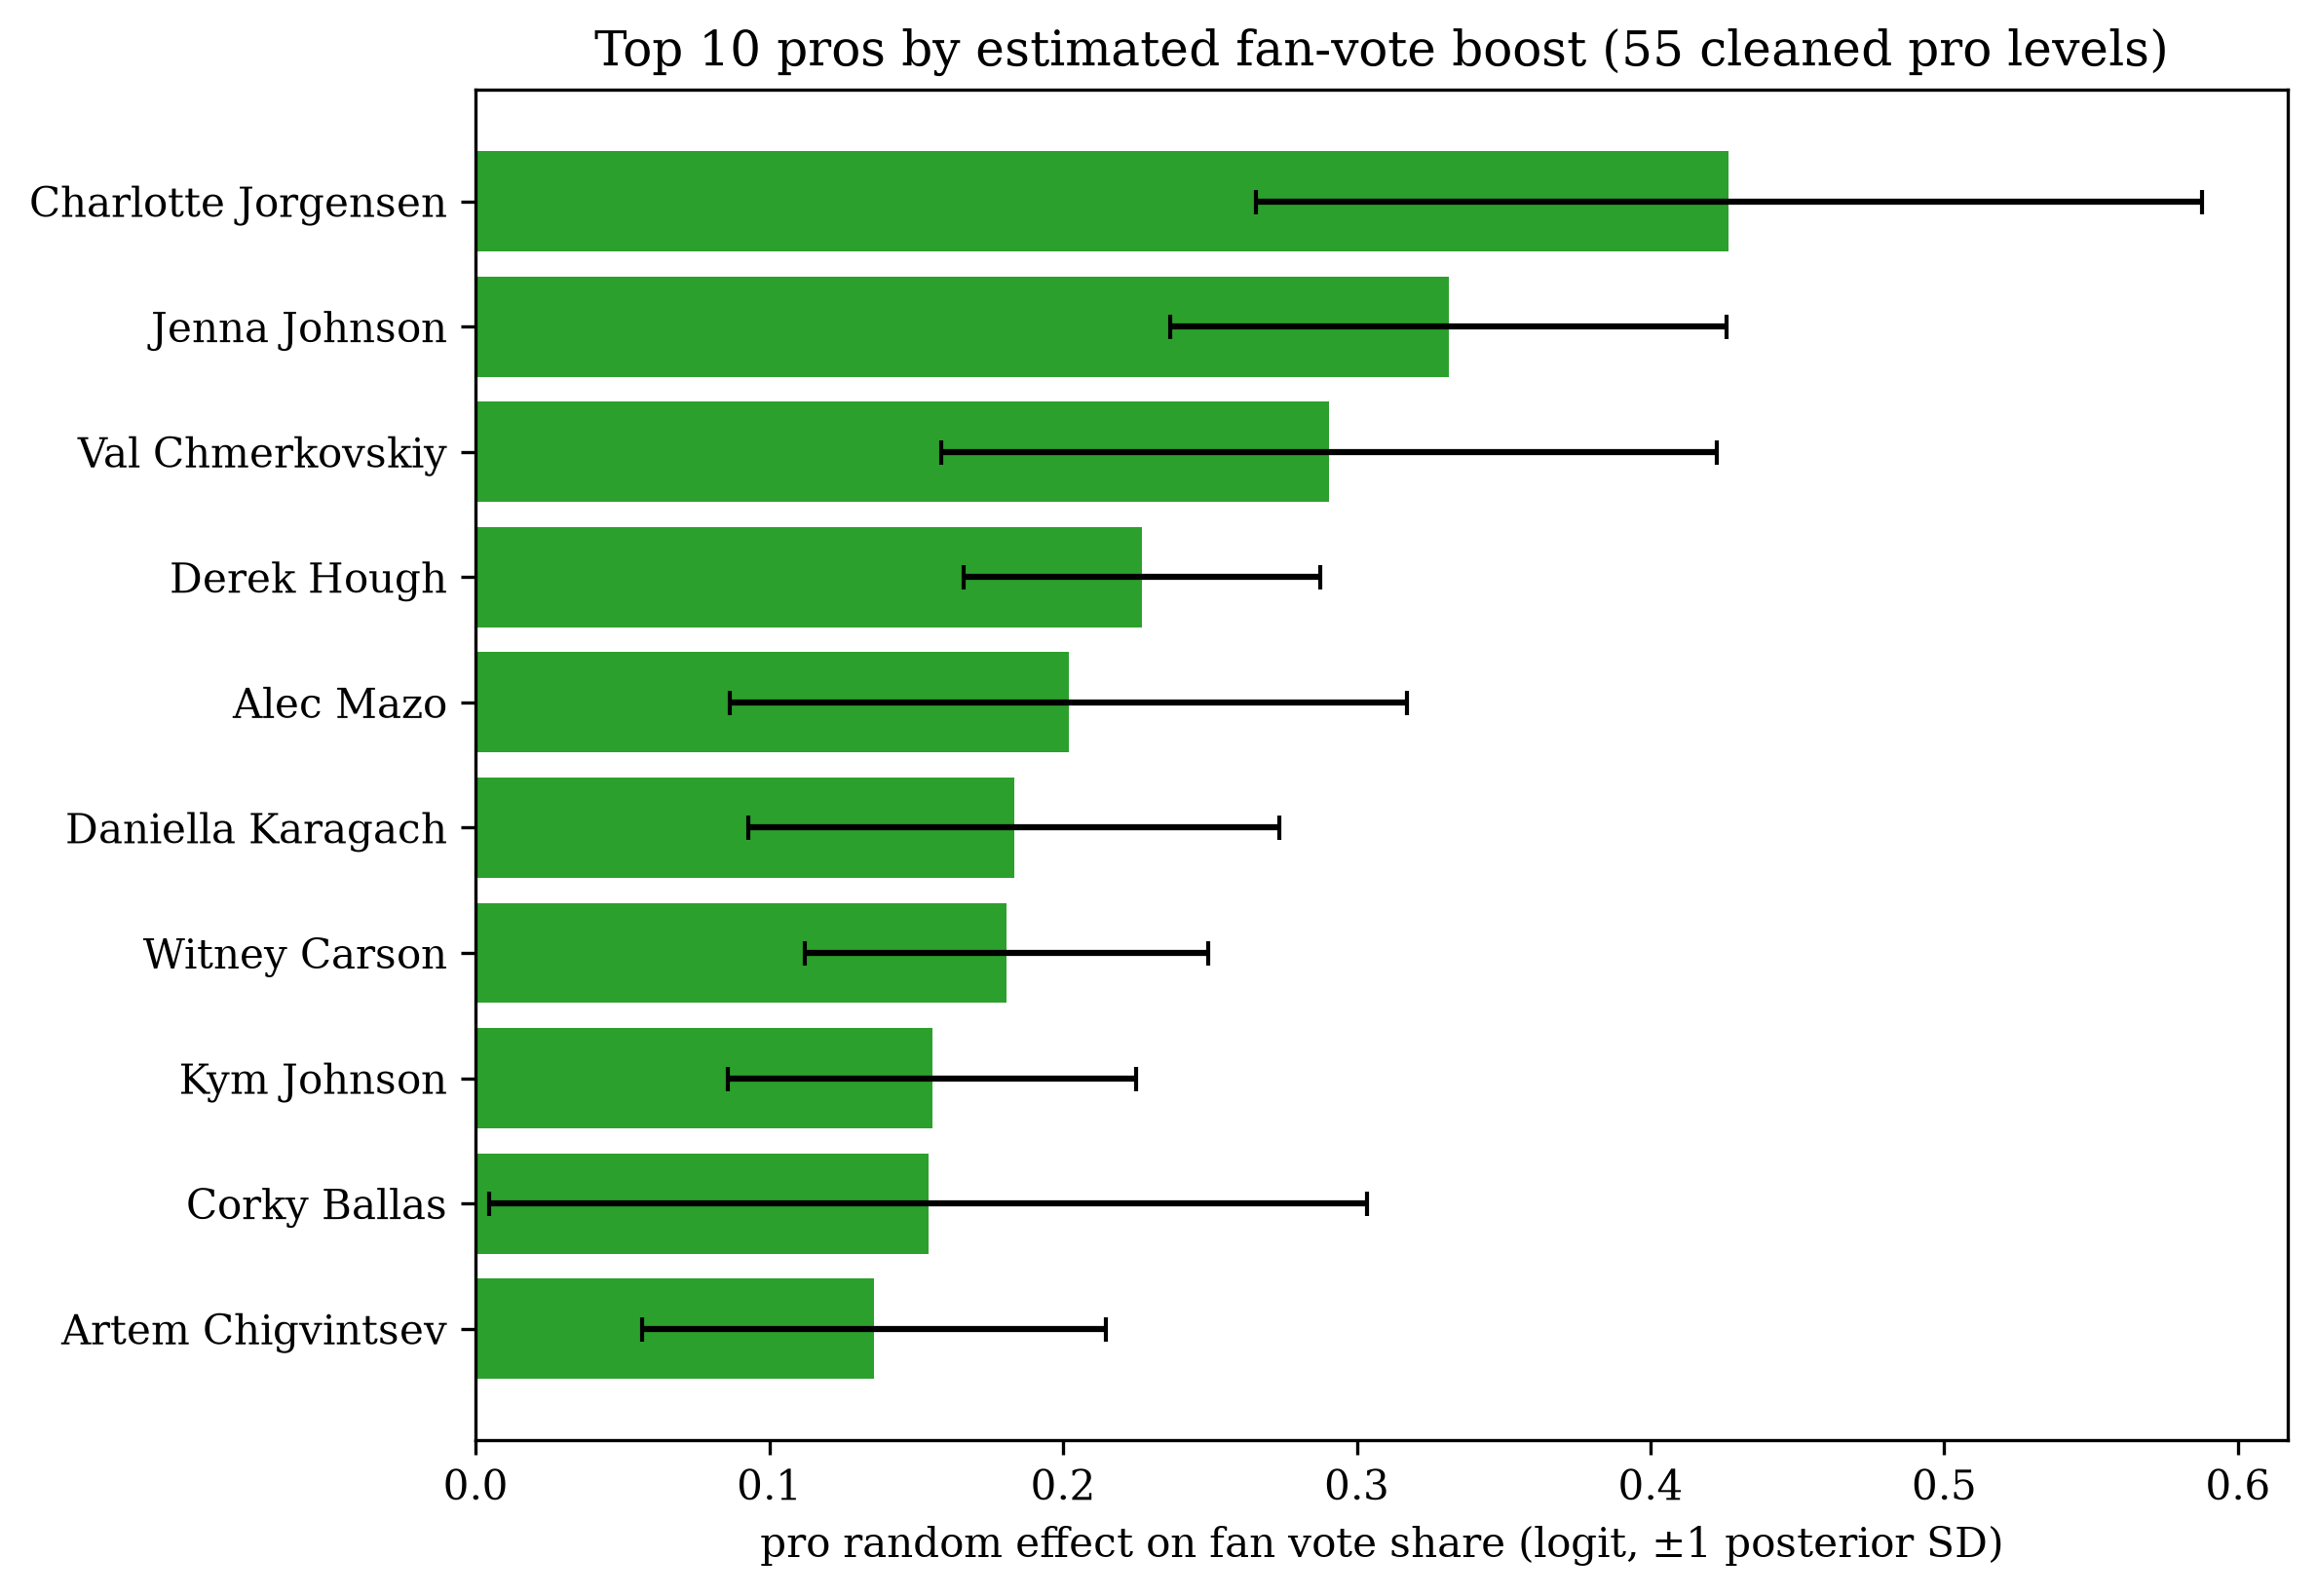 Top 10 pros by estimated fan-vote boost (55 cleaned pro levels)
Charlotte Jorgensen
Jenna Johnson
Val Chmerkovskiy
Derek Hough
Alec Mazo
Daniella Karagach
Witney Carson
Kym Johnson
Corky Ballas
Artem Chigvintsev
0.0 0.1 0.2 0.3 0.4 0.5 0.6
pro random effect on fan vote share (logit, ±1 posterior SD)